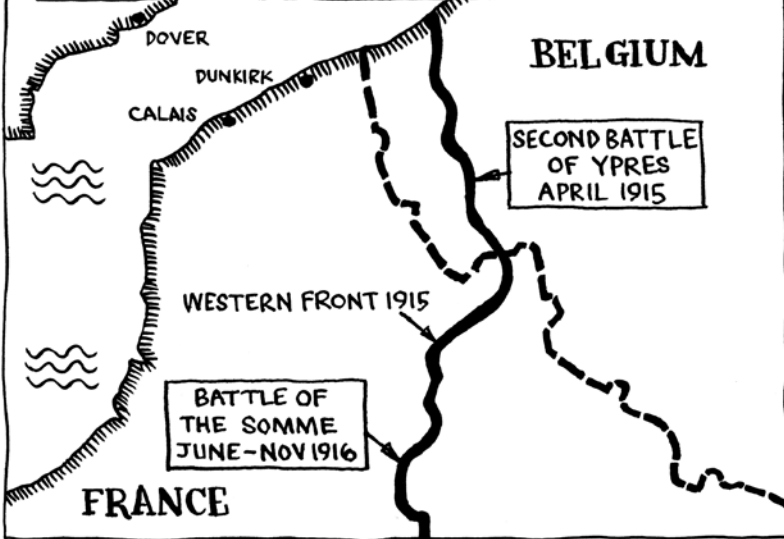 DOVER
BELGIUM
DUNKIRK
CALAIS
SECOND BATTLE
OF YPRES
APRIL 1915
WESTERN FRONT 1915
BATTLE OF
THE SOMME
JUNE-NOV 1916
FRANCE